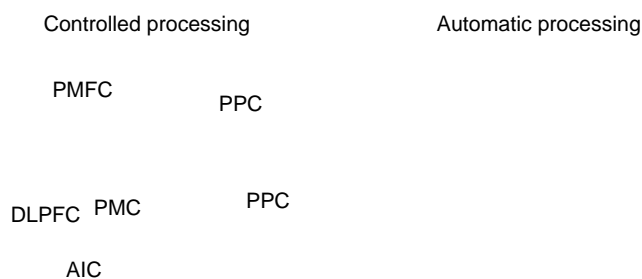 Controlled processing Automatic processing
PMFC
PPC
PPC
DLPFC PMC
AIC